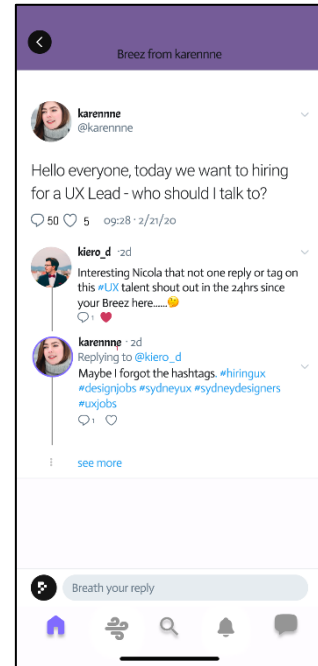 Breez from karennne
karennne
@karennne
Hello everyone, today we want to hiring
for a UX Lead - who should I talk to?
50 5 09:28 · 2/21/20
kiero_d · 2d
Interesting Nicola that not one reply or tag on
this #UX talent shout out in the 24hrs since
your Breez here......🤔
1
karennne · 2d
Replying to @kiero_d
Maybe I forgot the hashtags. #hiringux
#designjobs #sydneyux #sydneydesigners
#uxjobs
1
see more
Breath your reply